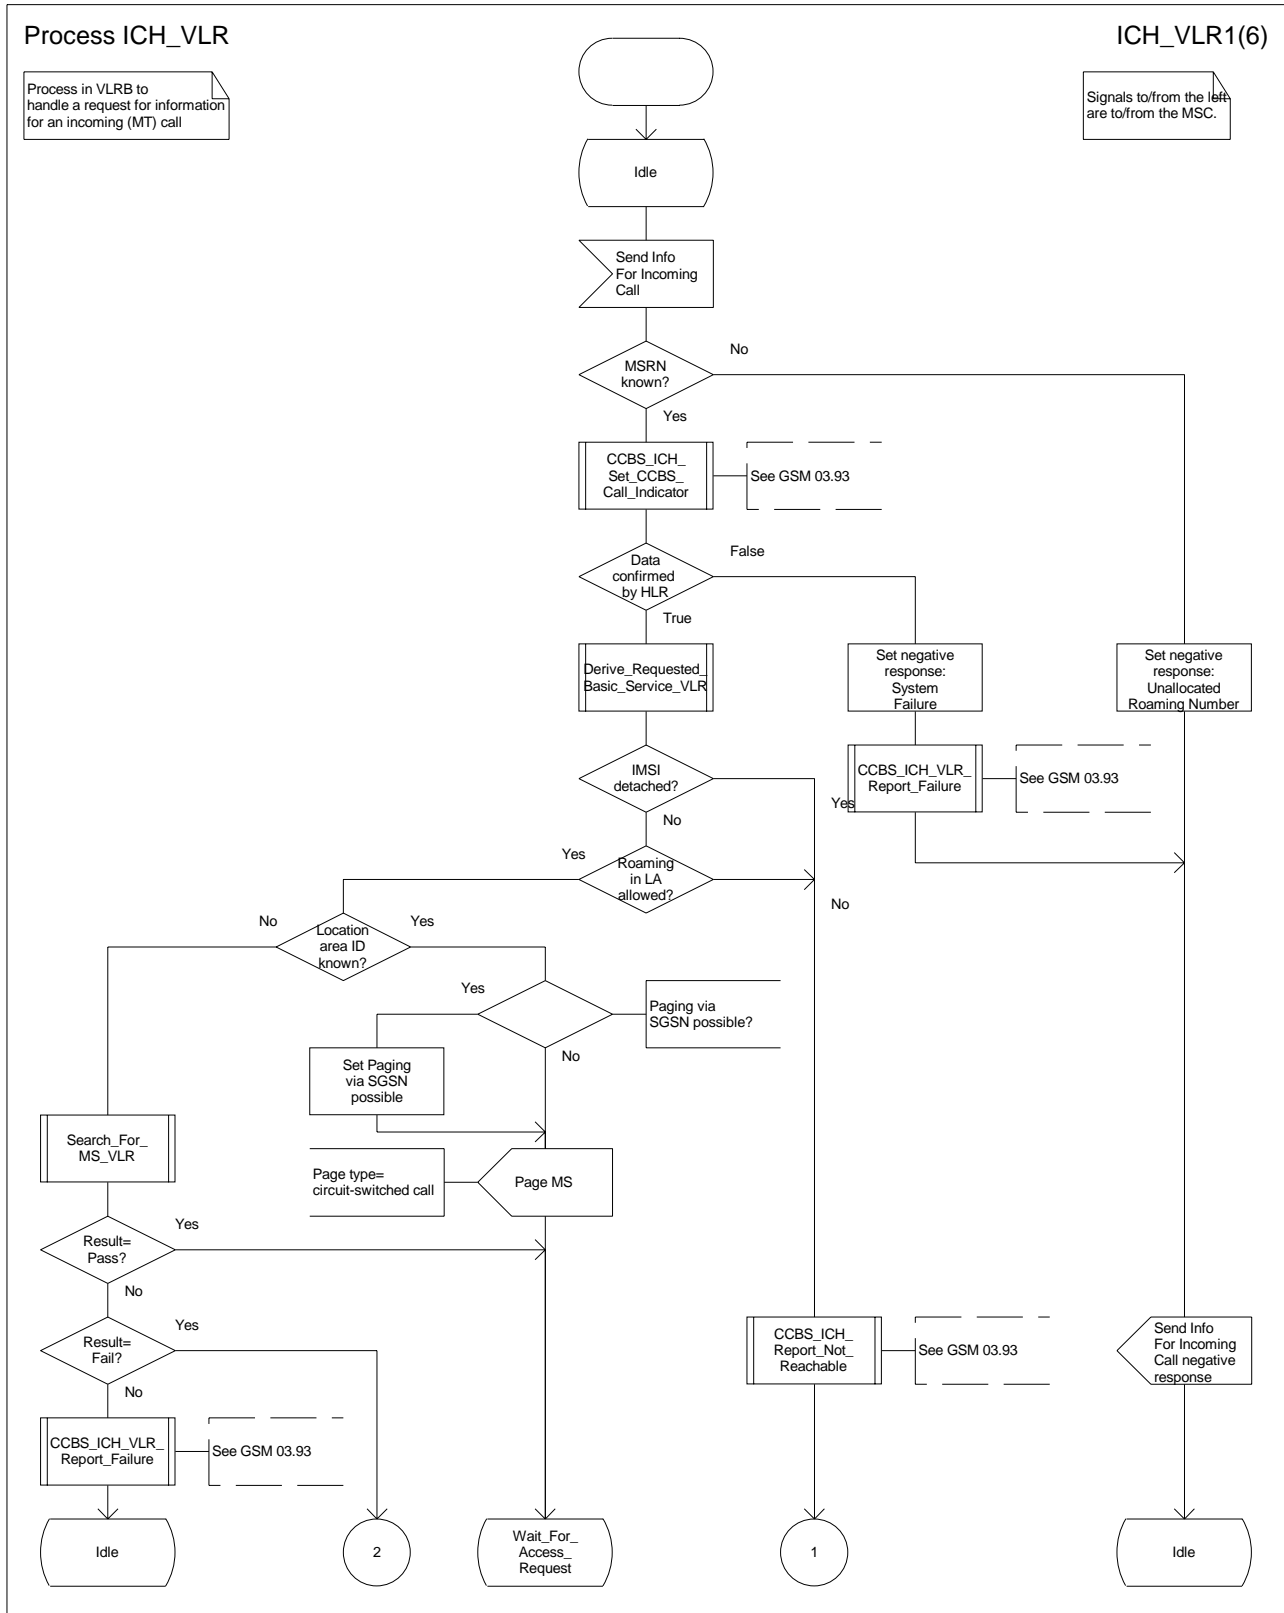 Process ICH_VLR
ICH_VLR1(6)
Process in VLRB to
handle a request for information
for an incoming (MT) call
Signals to/from the left
are to/from the MSC.
Idle
Send Info
For Incoming
Call
No
MSRN
known?
Yes
CCBS_ICH_
Set_CCBS_
Call_Indicator
See GSM 03.93
False
Data
confirmed
by HLR
True
Derive_Requested_
Basic_Service_VLR
Set negative
response:
System
Failure
Set negative
response:
Unallocated
Roaming Number
IMSI
detached?
CCBS_ICH_VLR_
Report_Failure
See GSM 03.93
Yes
No
Yes
Roaming
in LA
allowed?
No
No
Location
area ID
known?
Yes
Yes
Paging via
SGSN possible?
No
Set Paging
via SGSN
possible
Search_For_
MS_VLR
Page type=
circuit-switched call
Page MS
Yes
Result=
Pass?
No
Yes
Result=
Fail?
No
CCBS_ICH_
Report_Not_
Reachable
See GSM 03.93
Send Info
For Incoming
Call negative
response
CCBS_ICH_VLR_
Report_Failure
See GSM 03.93
Idle
2
Wait_For_
Access_
Request
1
Idle